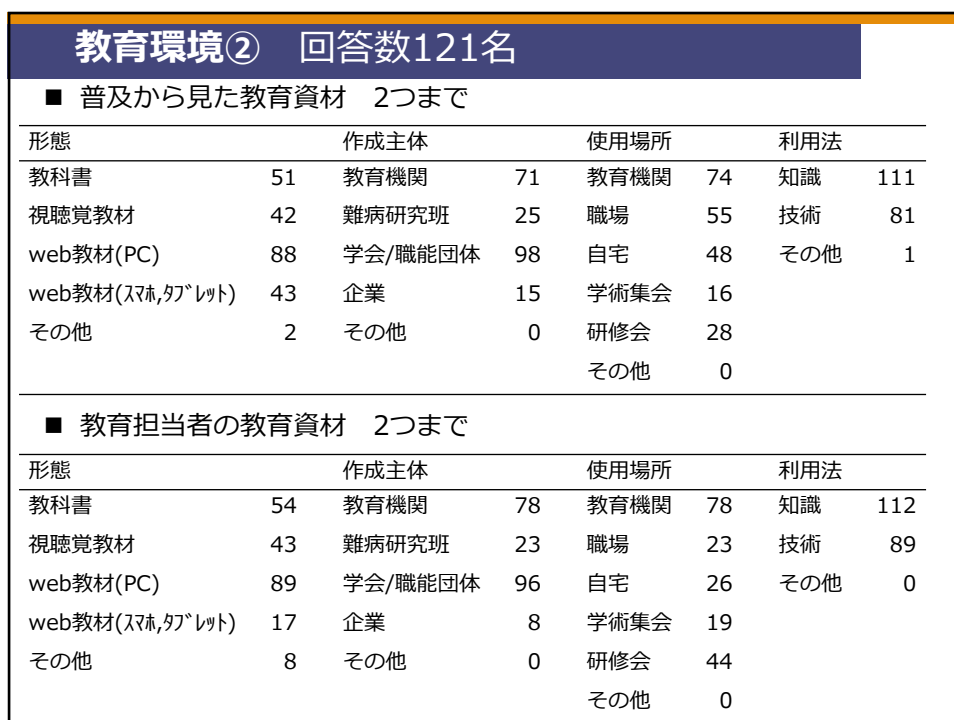 教育環境② 回答数121名
■ 普及から見た教育資材 2つまで
形態 作成主体 使用場所 利用法
教科書 51 教育機関 71 教育機関 74 知識 111
視聴覚教材 42 難病研究班 25 職場 55 技術 81
web教材(PC) 88 学会/職能団体 98 自宅 48 その他 1
web教材(ｽﾏﾎ,ﾀﾌﾞﾚｯﾄ) 43 企業 15 学術集会 16
その他 2 その他 0 研修会 28
その他 0
■ 教育担当者の教育資材 2つまで
形態 作成主体 使用場所 利用法
教科書 54 教育機関 78 教育機関 78 知識 112
視聴覚教材 43 難病研究班 23 職場 23 技術 89
web教材(PC) 89 学会/職能団体 96 自宅 26 その他 0
web教材(ｽﾏﾎ,ﾀﾌﾞﾚｯﾄ) 17 企業 8 学術集会 19
その他 8 その他 0 研修会 44
その他 0